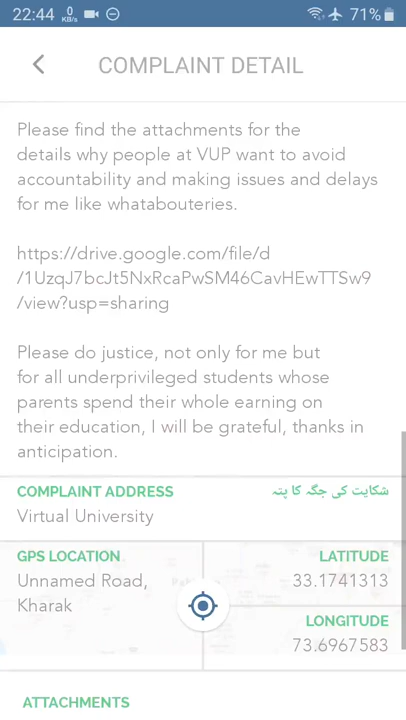 22:44 0 KB/s 71%
COMPLAINT DETAIL
Please find the attachments for the
details why people at VUP want to avoid
accountability and making issues and delays
for me like whatabouteries.
https://drive.google.com/file/d
/1UzqJ7bcJt5NxRcaPwSM46CavHEwTTSw9
/view?usp=sharing
Please do justice, not only for me but
for all underprivileged students whose
parents spend their whole earning on
their education, I will be grateful, thanks in
anticipation.
COMPLAINT ADDRESS شکایت کی جگہ کا پتہ
Virtual University
GPS LOCATION
Unnamed Road,
Kharak
LATITUDE
33.1741313
LONGITUDE
73.6967583
ATTACHMENTS